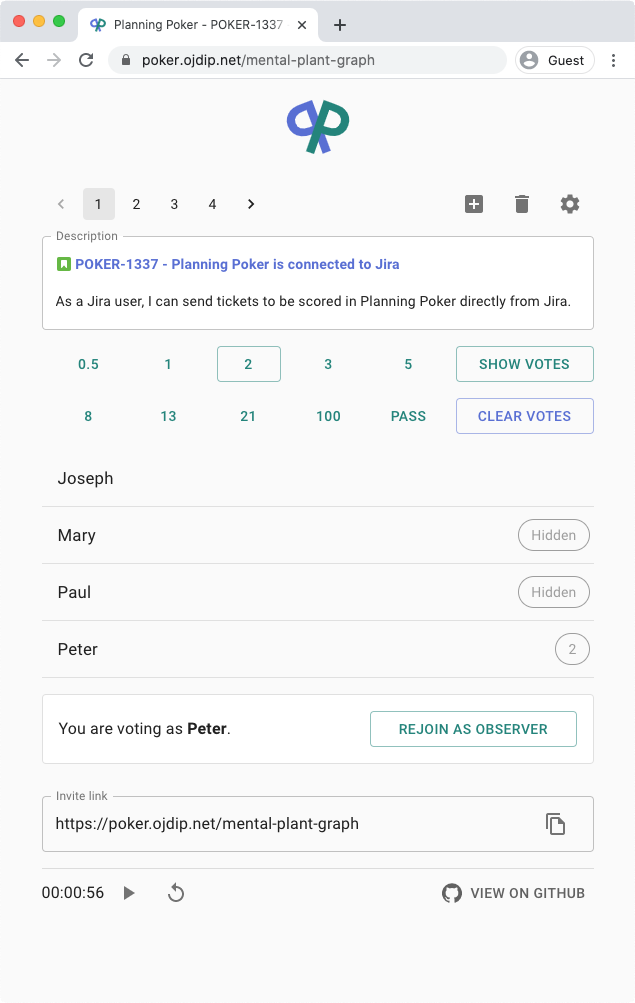 Planning Poker - POKER-1337
poker.ojdip.net/mental-plant-graph
Guest
1 2 3 4
Description
POKER-1337 - Planning Poker is connected to Jira
As a Jira user, I can send tickets to be scored in Planning Poker directly from Jira.
0.5 1 2 3 5 SHOW VOTES
8 13 21 100 PASS CLEAR VOTES
Joseph
Mary Hidden
Paul Hidden
Peter 2
You are voting as Peter. REJOIN AS OBSERVER
Invite link
https://poker.ojdip.net/mental-plant-graph
00:00:56 VIEW ON GITHUB